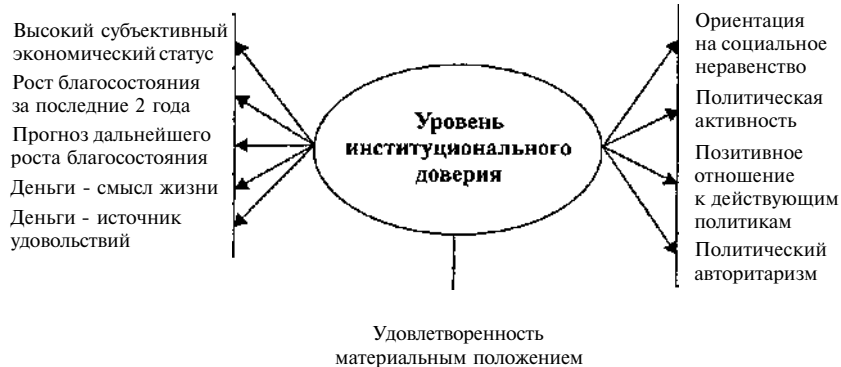 Высокий субъективный
экономический статус
Рост благосостояния
за последние 2 года
Прогноз дальнейшего
роста благосостояния
Деньги - смысл жизни
Деньги - источник
удовольствий
Уровень
институционального
доверия
Ориентация
на социальное
неравенство
Политическая
активность
Позитивное
отношение
к действующим
политикам
Политический
авторитаризм
Удовлетворенность
материальным положением